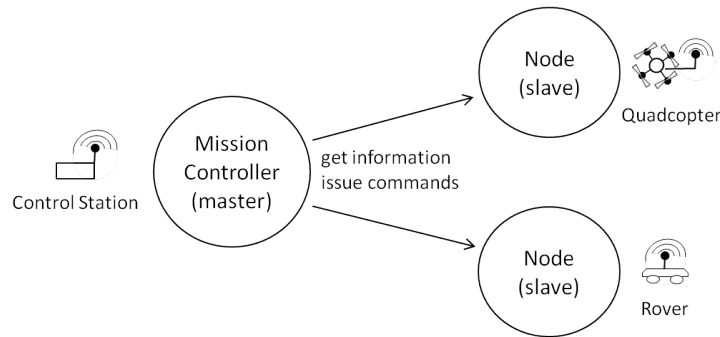 Node
(slave)
Quadcopter
Mission
Controller
(master)
get information
issue commands
Control Station
Node
(slave)
Rover